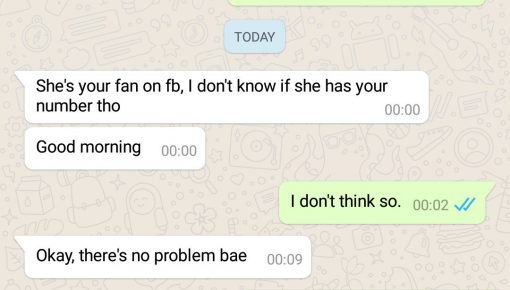 TODAY
She's your fan on fb, I don't know if she has your
number tho
00:00
Good morning 00:00
I don't think so. 00:02
Okay, there's no problem bae 00:09